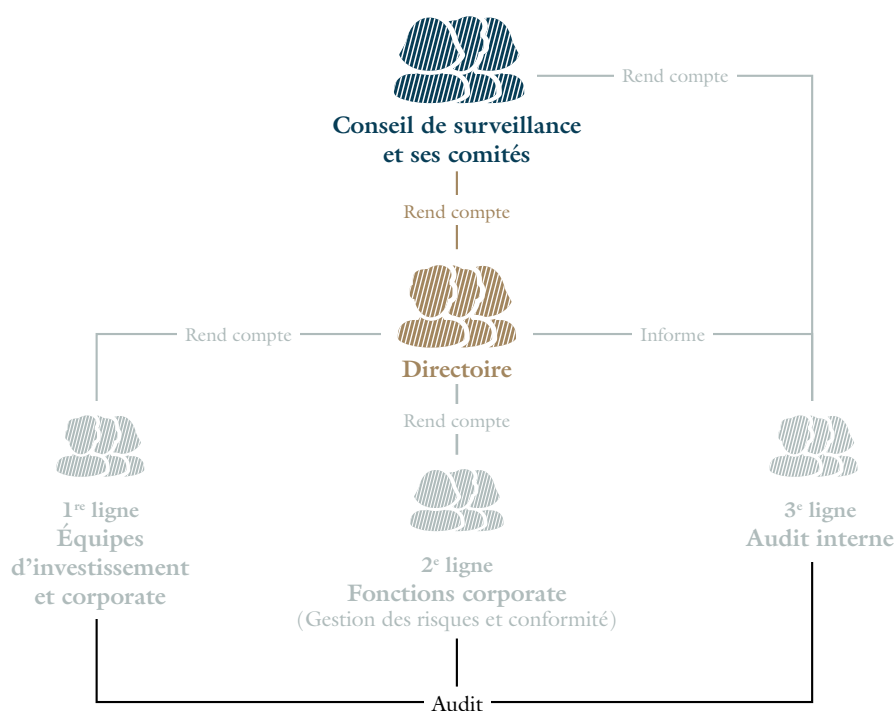 Rend compte
Conseil de surveillance
et ses comités
Rend compte
Rend compte
Informe
Directoire
Rend compte
1re ligne
Équipes
d’investissement
et corporate
2e ligne
Fonctions corporate
(Gestion des risques et conformité)
3e ligne
Audit interne
Audit